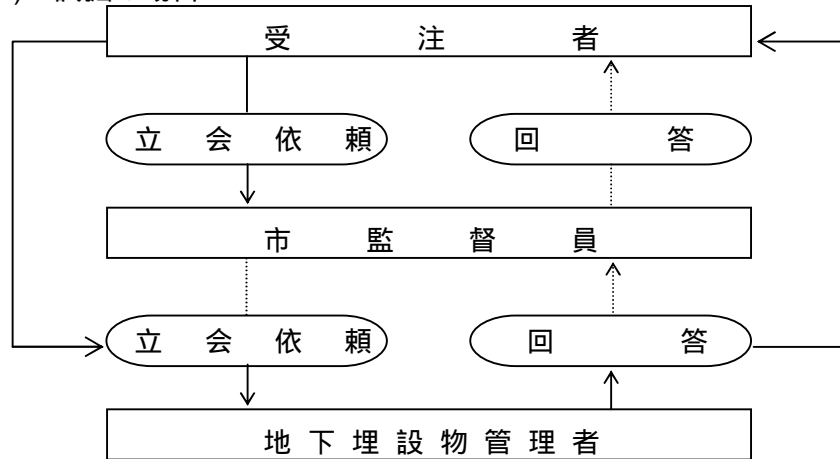 受注者
立会依頼 回答
市監督員
立会依頼 回答
地下埋設物管理者